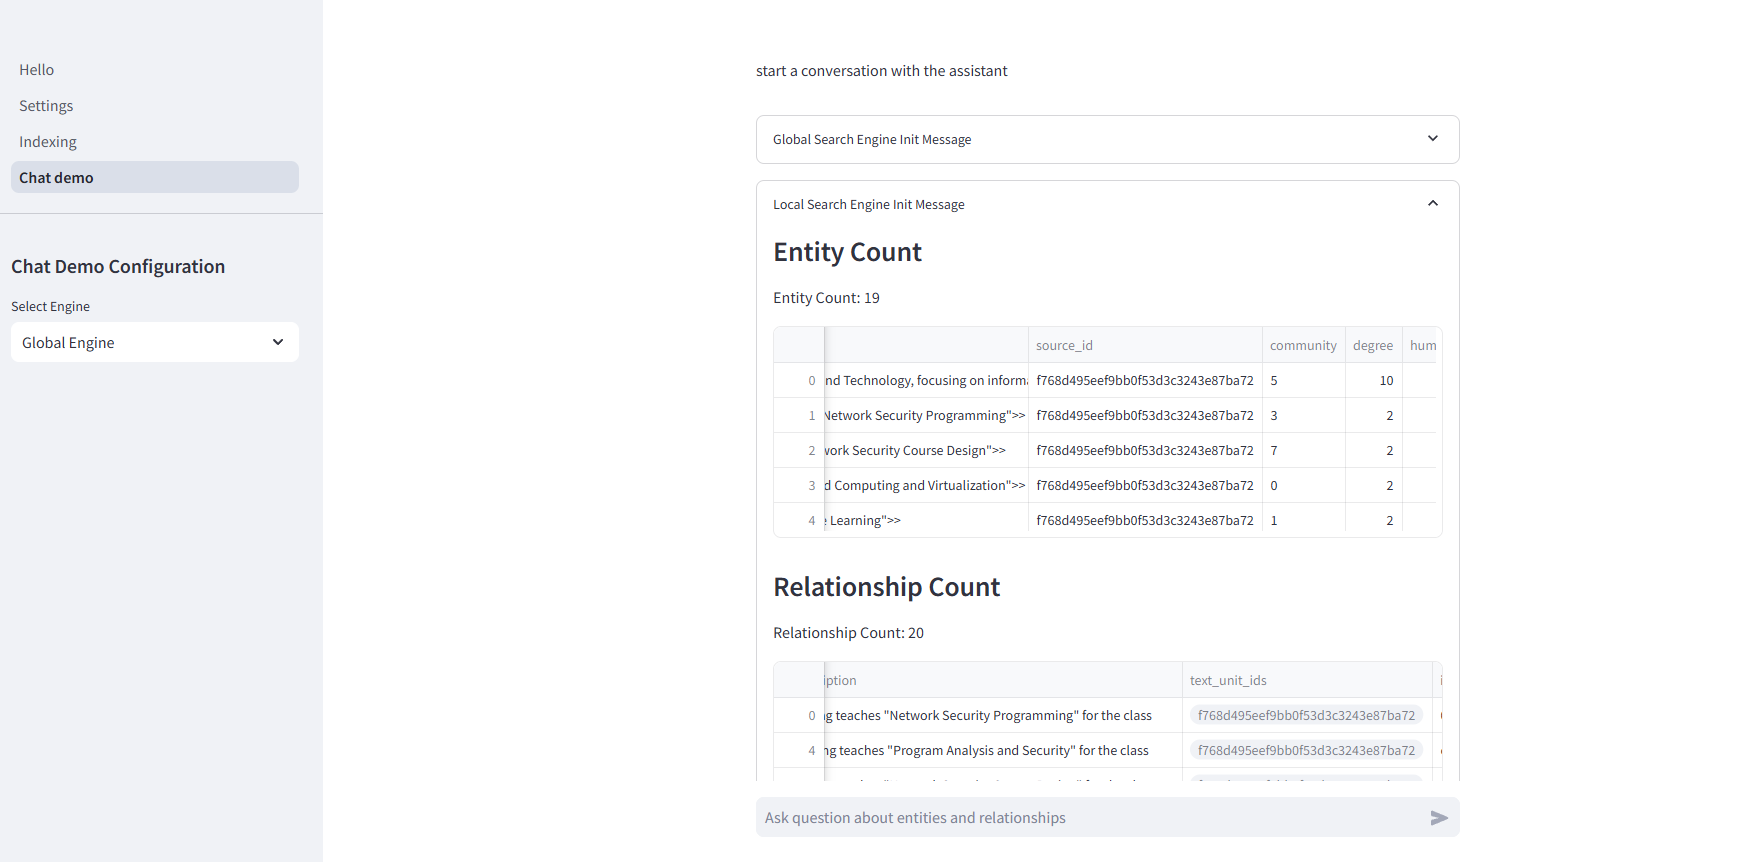 Hello
Settings
Indexing
Chat demo
Chat Demo Configuration
Select Engine
Global Engine
start a conversation with the assistant
Global Search Engine Init Message
Local Search Engine Init Message
Entity Count
Entity Count: 19
source_id community degree hum
0 nd Technology, focusing on inform f768d495eef9bb0f53d3c3243e87ba72 5 10
1 Network Security Programming">> f768d495eef9bb0f53d3c3243e87ba72 3 2
2 work Security Course Design">> f768d495eef9bb0f53d3c3243e87ba72 7 2
3 d Computing and Virtualization">> f768d495eef9bb0f53d3c3243e87ba72 0 2
4 Learning">> f768d495eef9bb0f53d3c3243e87ba72 1 2
Relationship Count
Relationship Count: 20
iption text_unit_ids
0 g teaches "Network Security Programming" for the class f768d495eef9bb0f53d3c3243e87ba72
4 ng teaches "Program Analysis and Security" for the class f768d495eef9bb0f53d3c3243e87ba72
Ask question about entities and relationships